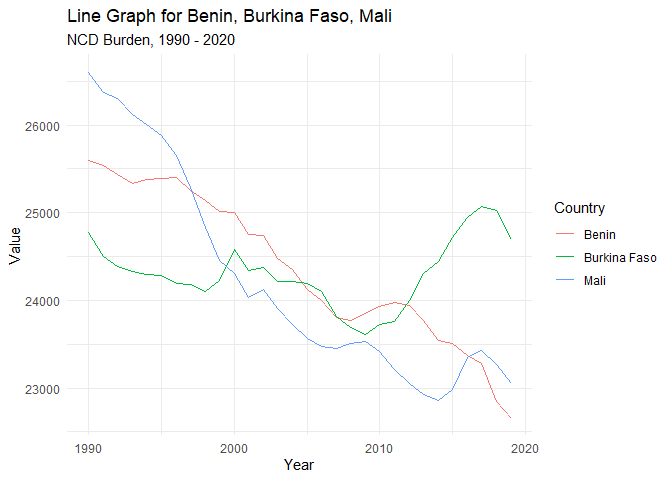 Line Graph for Benin, Burkina Faso, Mali
NCD Burden, 1990 - 2020
26000
25000
24000
23000
Value
1990 2000 2010 2020
Year
Country
Benin
Burkina Faso
Mali